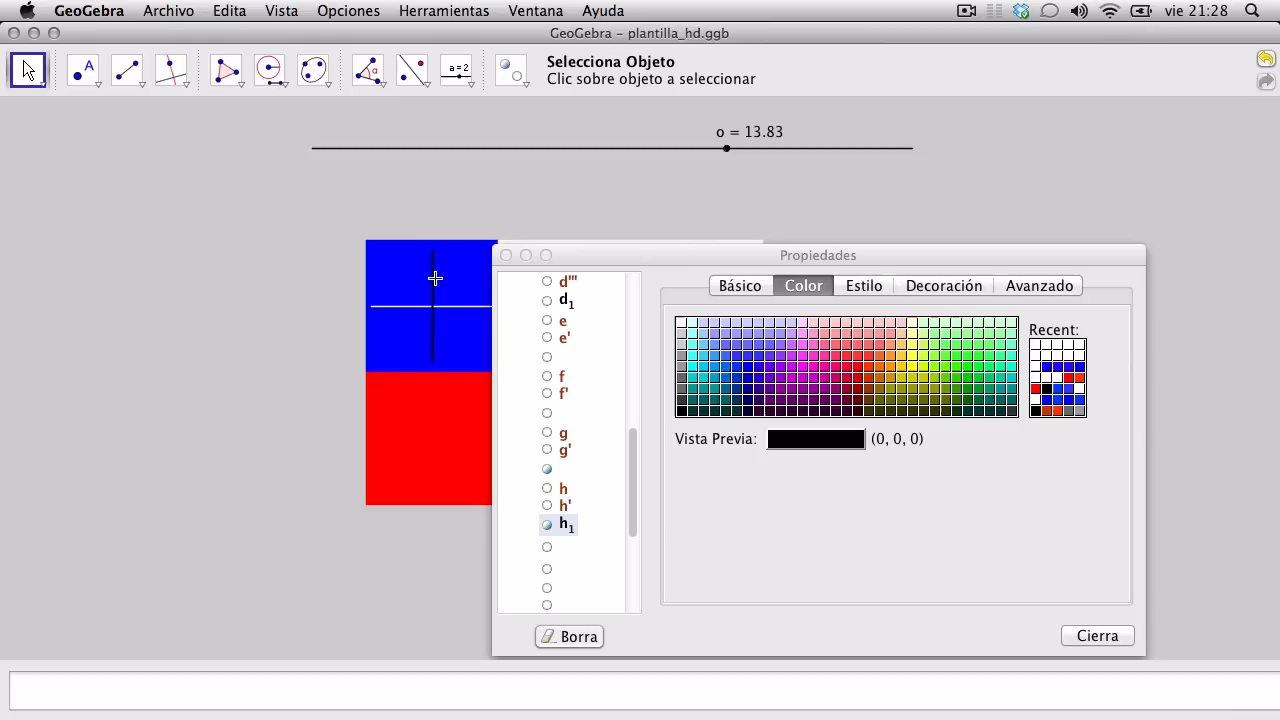 GeoGebra Archivo Edita Vista Opciones Herramientas Ventana Ayuda vie 21:28
GeoGebra – plantilla_hd.ggb
A
α
a = 2
Selecciona Objeto
Clic sobre objeto a seleccionar
o = 13.83
Propiedades
d'''
d1
e
e'
f
f'
g
g'
h
h'
h1
Básico Color Estilo Decoración Avanzado
Recent:
Vista Previa: (0, 0, 0)
Borra
Cierra